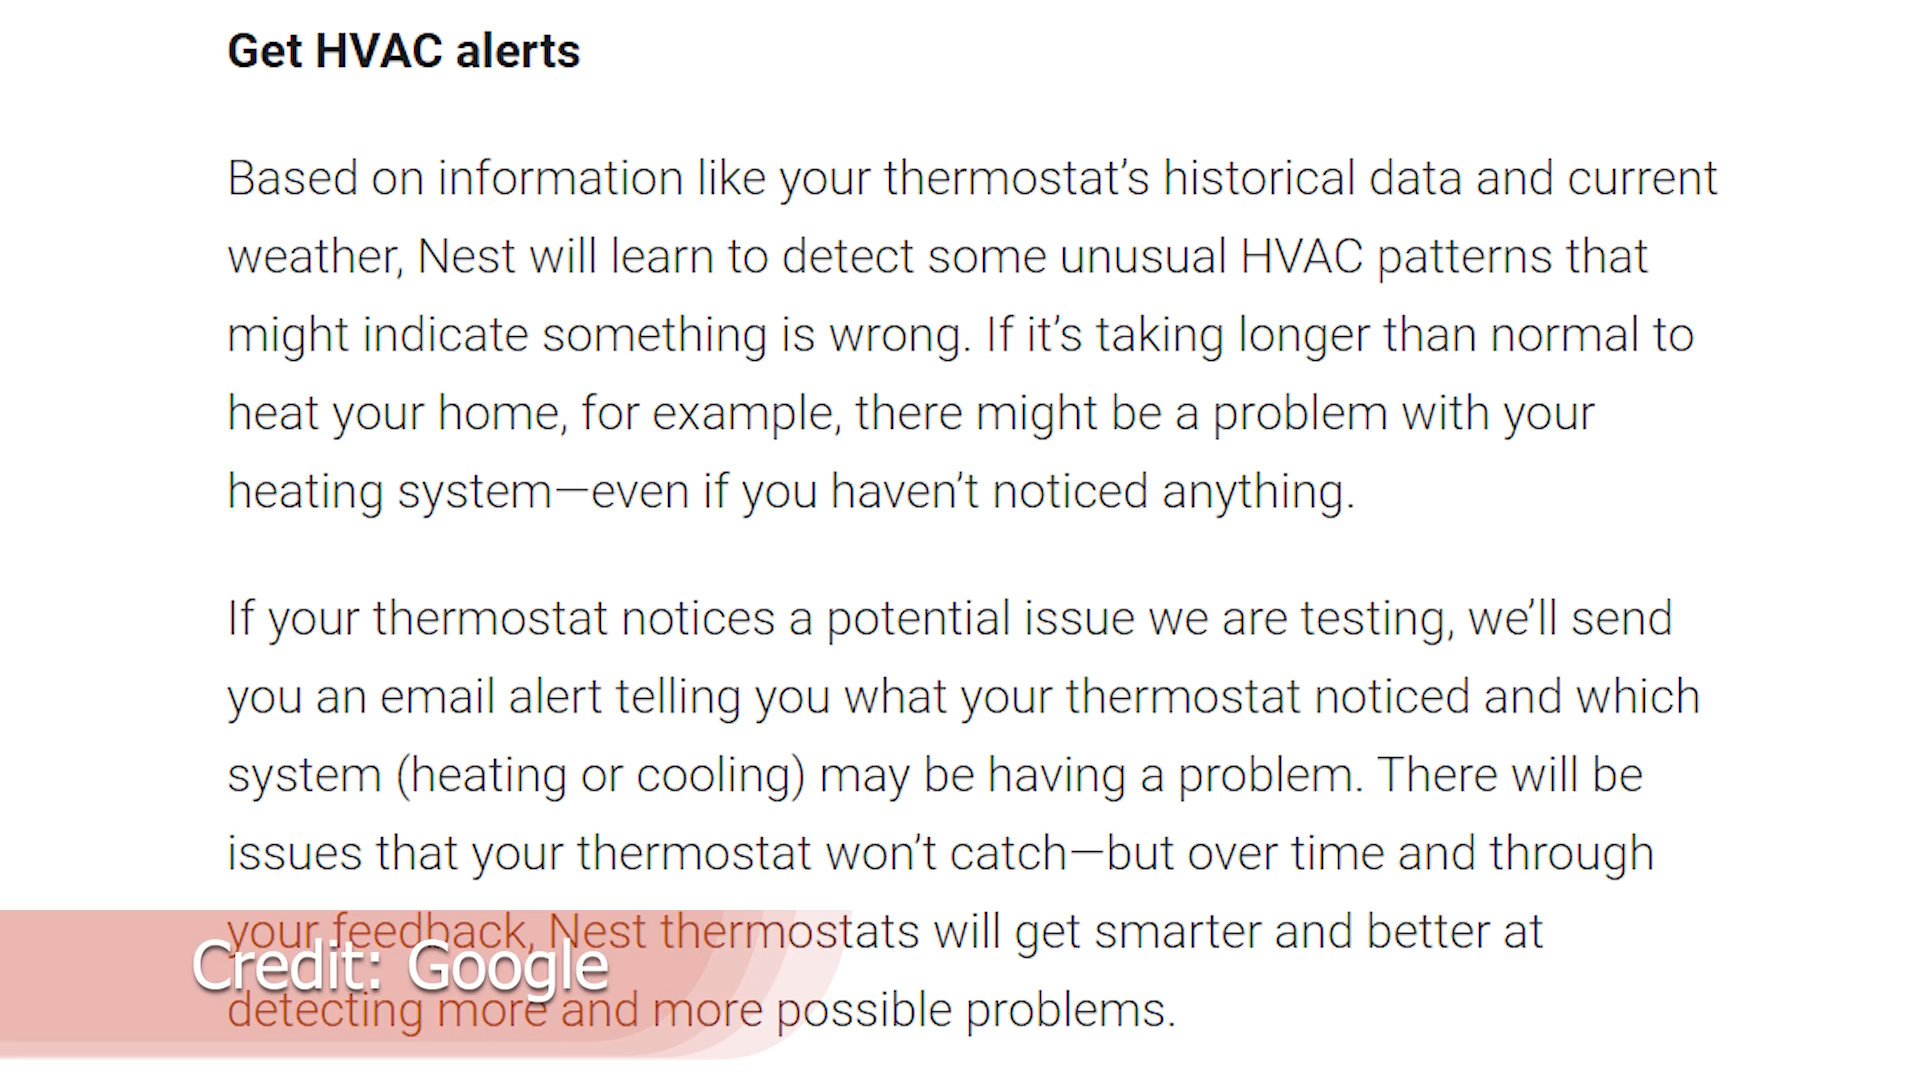 Get HVAC alerts
Based on information like your thermostat’s historical data and current
weather, Nest will learn to detect some unusual HVAC patterns that
might indicate something is wrong. If it’s taking longer than normal to
heat your home, for example, there might be a problem with your
heating system—even if you haven’t noticed anything.
If your thermostat notices a potential issue we are testing, we’ll send
you an email alert telling you what your thermostat noticed and which
system (heating or cooling) may be having a problem. There will be
issues that your thermostat won’t catch—but over time and through
your feedback, Nest thermostats will get smarter and better at
Credit: Google
detecting more and more possible problems.